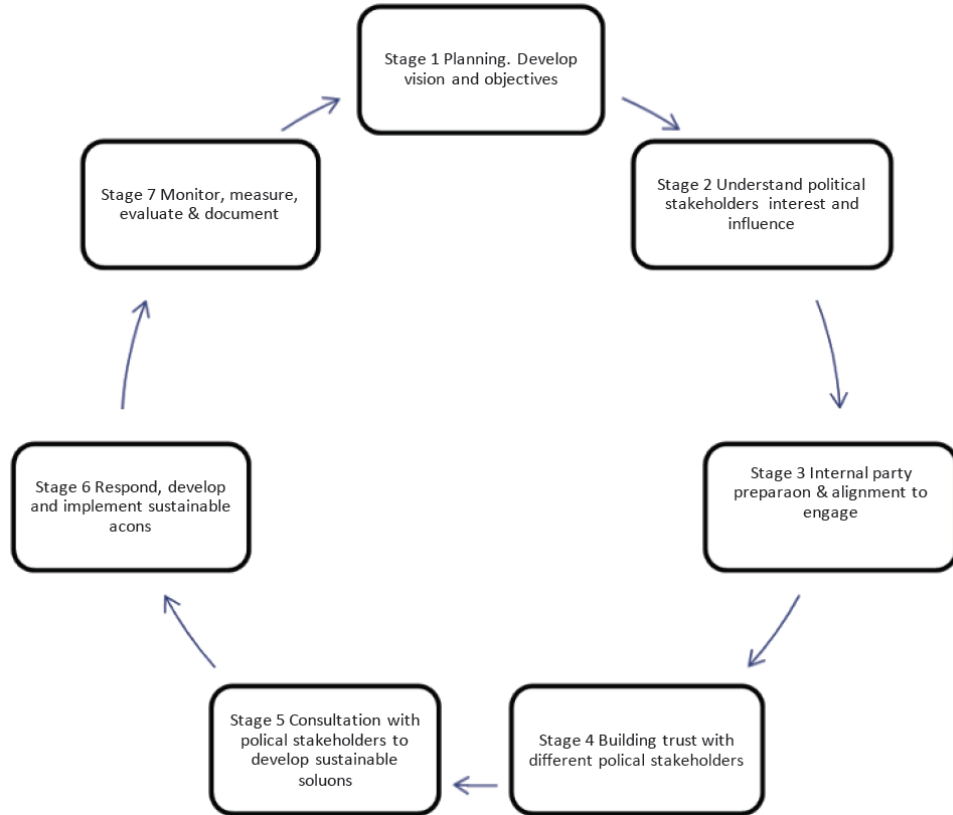 Stage 1 Planning. Develop
vision and objectives
Stage 2 Understand political
stakeholders  interest and
influence
Stage 3 Internal party
preparaon & alignment to
engage
Stage 4 Building trust with
different polical stakeholders
Stage 5 Consultation with
polical stakeholders to
develop sustainable
soluons
Stage 6 Respond, develop
and implement sustainable
acons
Stage 7 Monitor, measure,
evaluate & document